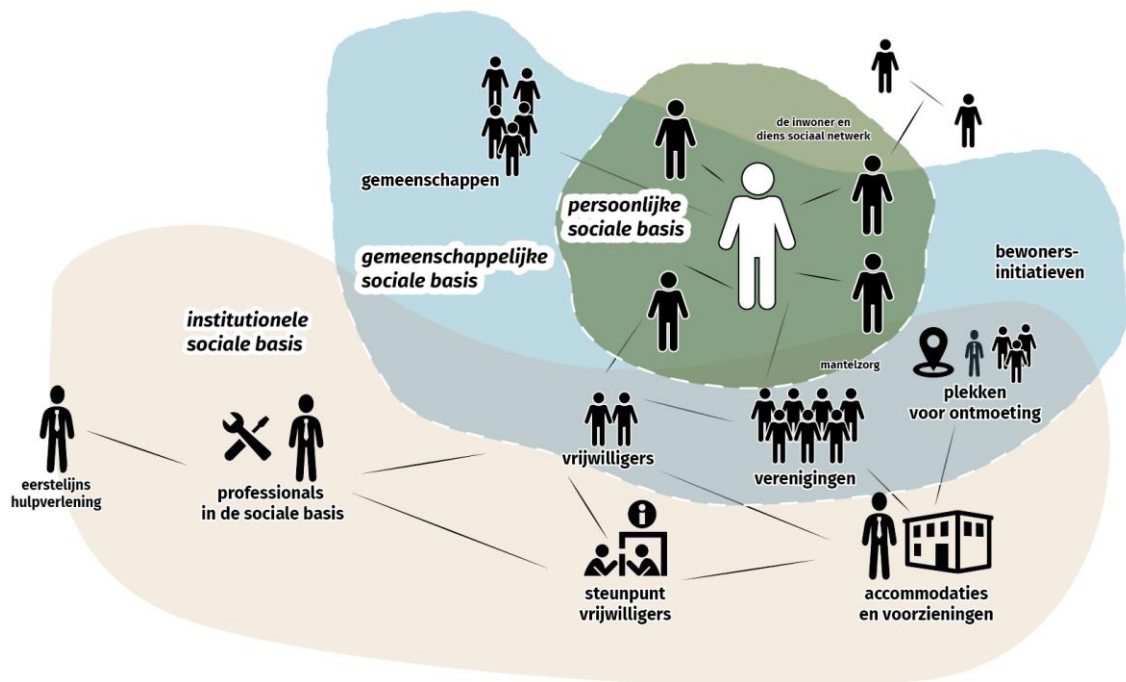 de inwoner en
diens sociaal netwerk
gemeenschappen
persoonlijke
sociale basis
gemeenschappelijke
sociale basis
bewoners-
initiatieven
institutionele
sociale basis
mantelzorg
plekken
voor ontmoeting
vrijwilligers
verenigingen
eerstelijns
hulpverlening
professionals
in de sociale basis
i
steunpunt
vrijwilligers
accommodaties
en voorzieningen